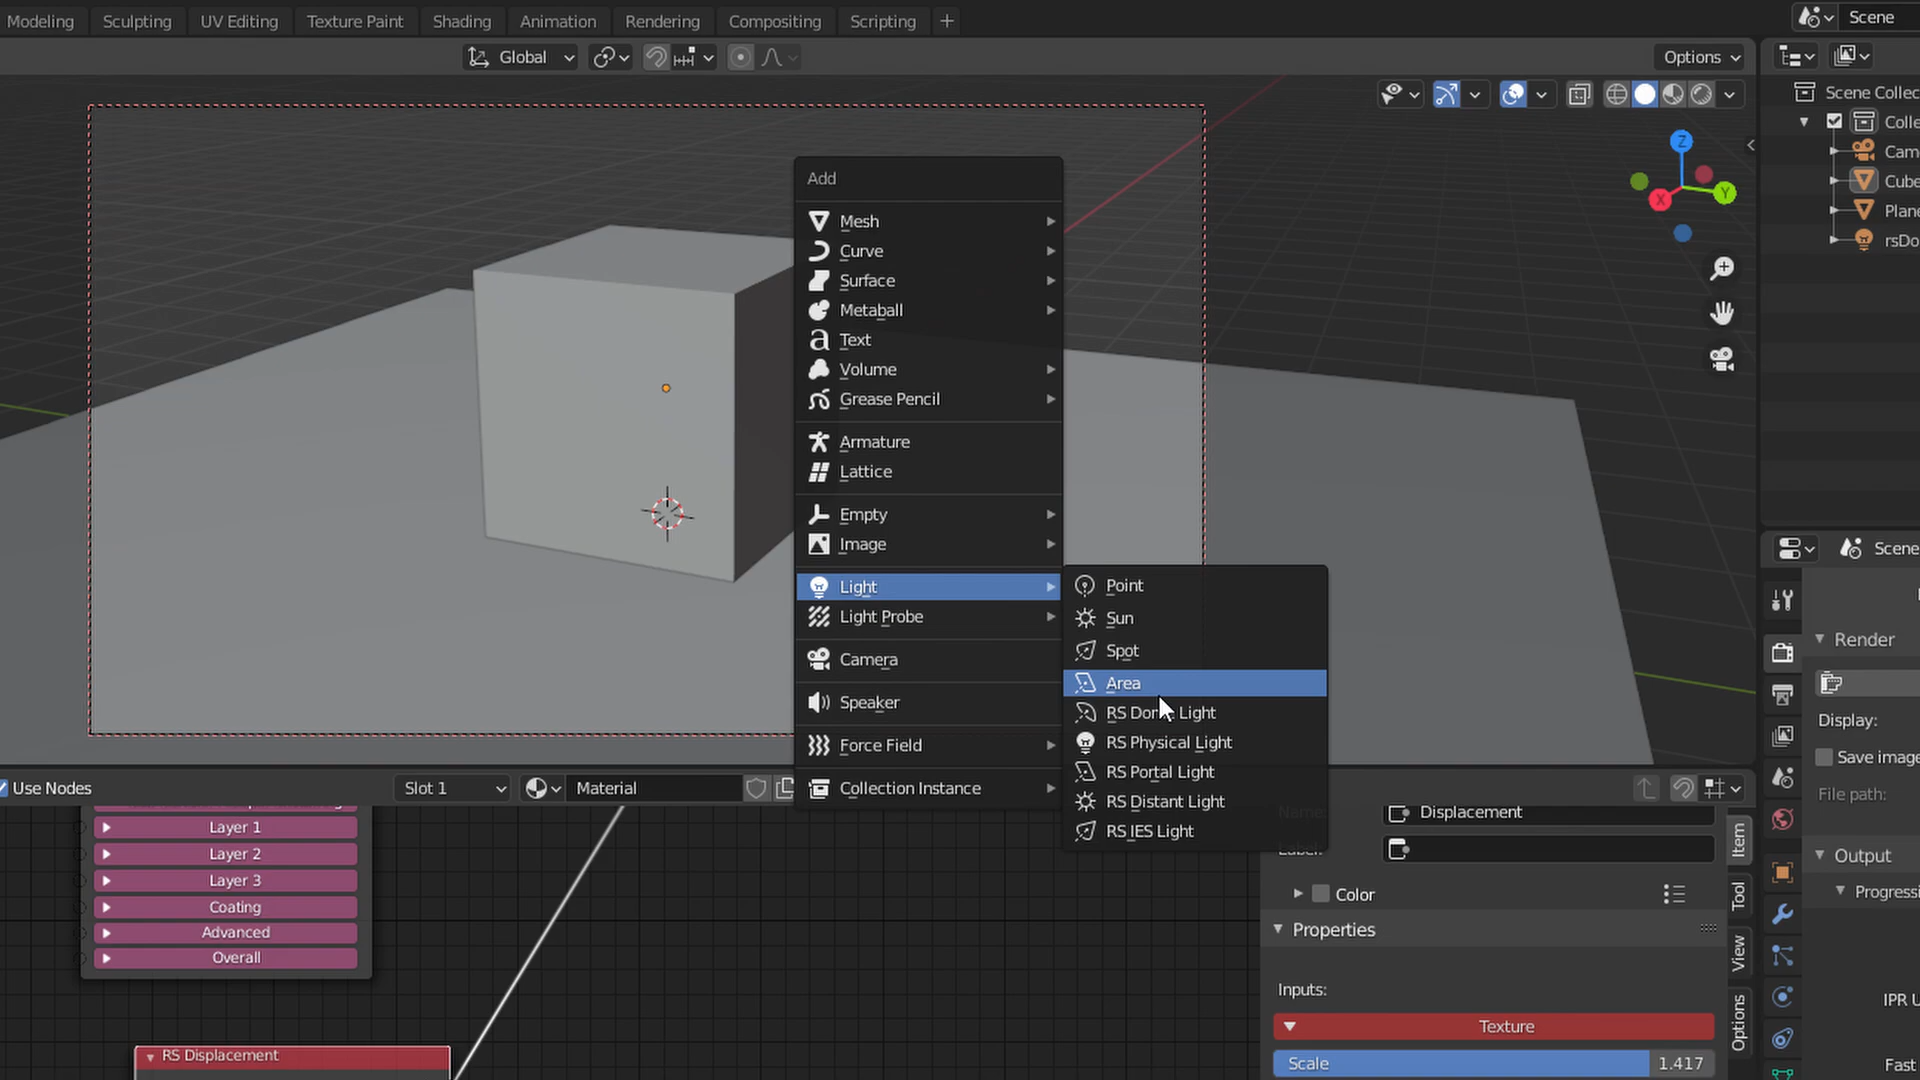 Modeling
Sculpting
UV Editing
Texture Paint
Shading
Animation
Rendering
Compositing
Scripting
+
Scene
Global
Options
Scene Collec
Colle
Cam
Cube
Plane
rsDo
Z
Y
X
Add
Mesh
Curve
Surface
Metaball
Text
Volume
Grease Pencil
Armature
Lattice
Empty
Image
Light
Light Probe
Camera
Speaker
Force Field
Collection Instance
Point
Sun
Spot
Area
RS Dome Light
RS Physical Light
RS Portal Light
RS Distant Light
RS IES Light
Scene
Render
Display:
Save image
File path:
Output
Progressi
IPR U
Fast
Use Nodes
Slot 1
Material
Layer 1
Layer 2
Layer 3
Coating
Advanced
Overall
RS Displacement
Name:
Displacement
Label:
Color
Properties
Inputs:
Texture
Scale 1.417
Item
Tool
View
Options